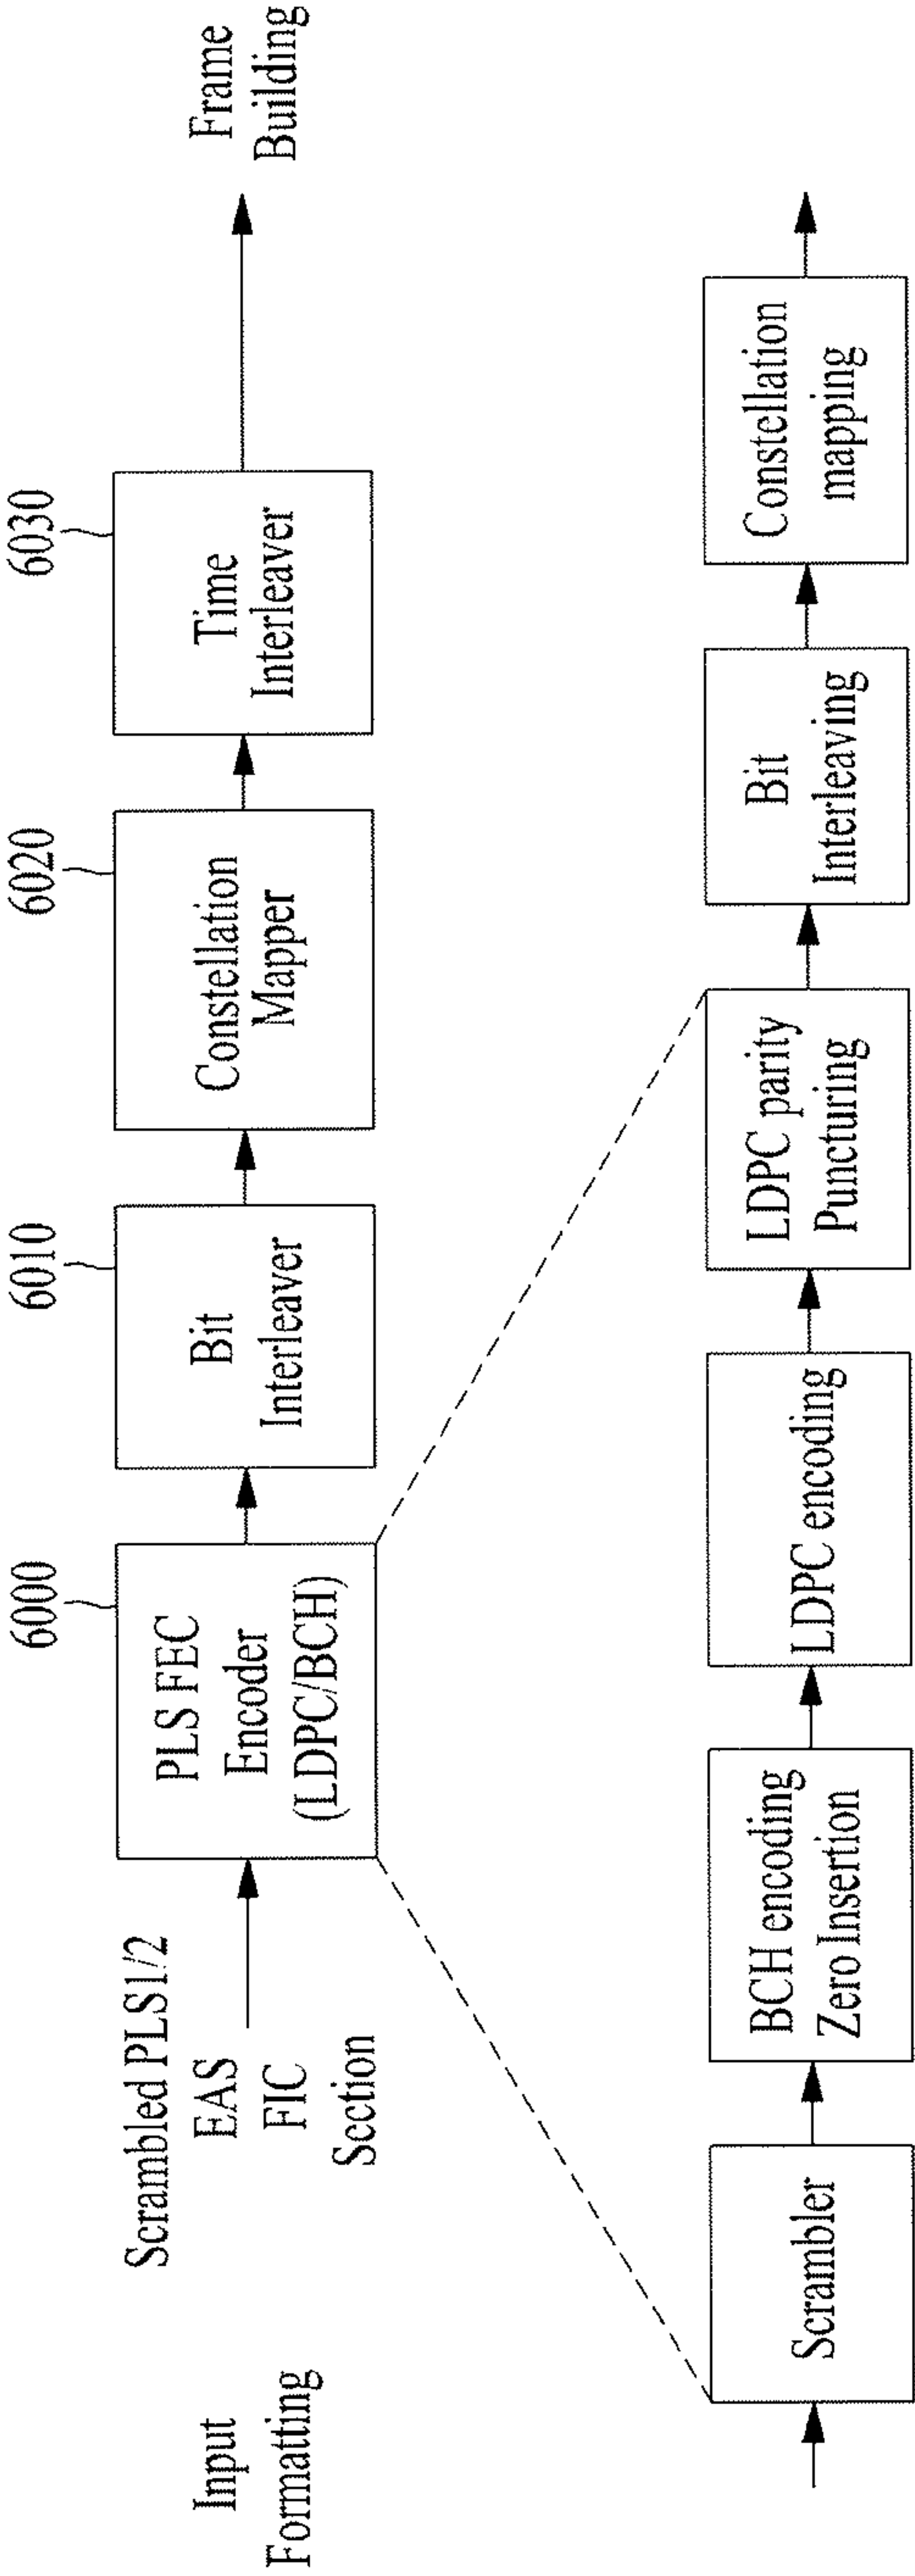 Input
Formatting
Scrambled PLS1/2
EAS
FIC
Section
6000
PLS FEC
Encoder
(LDPC/BCH)
6010
Bit
Interleaver
6020
Constellation
Mapper
6030
Time
Interleaver
Frame
Building
Scrambler
BCH encoding
Zero Insertion
LDPC encoding
LDPC parity
Puncturing
Bit
Interleaving
Constellation
mapping